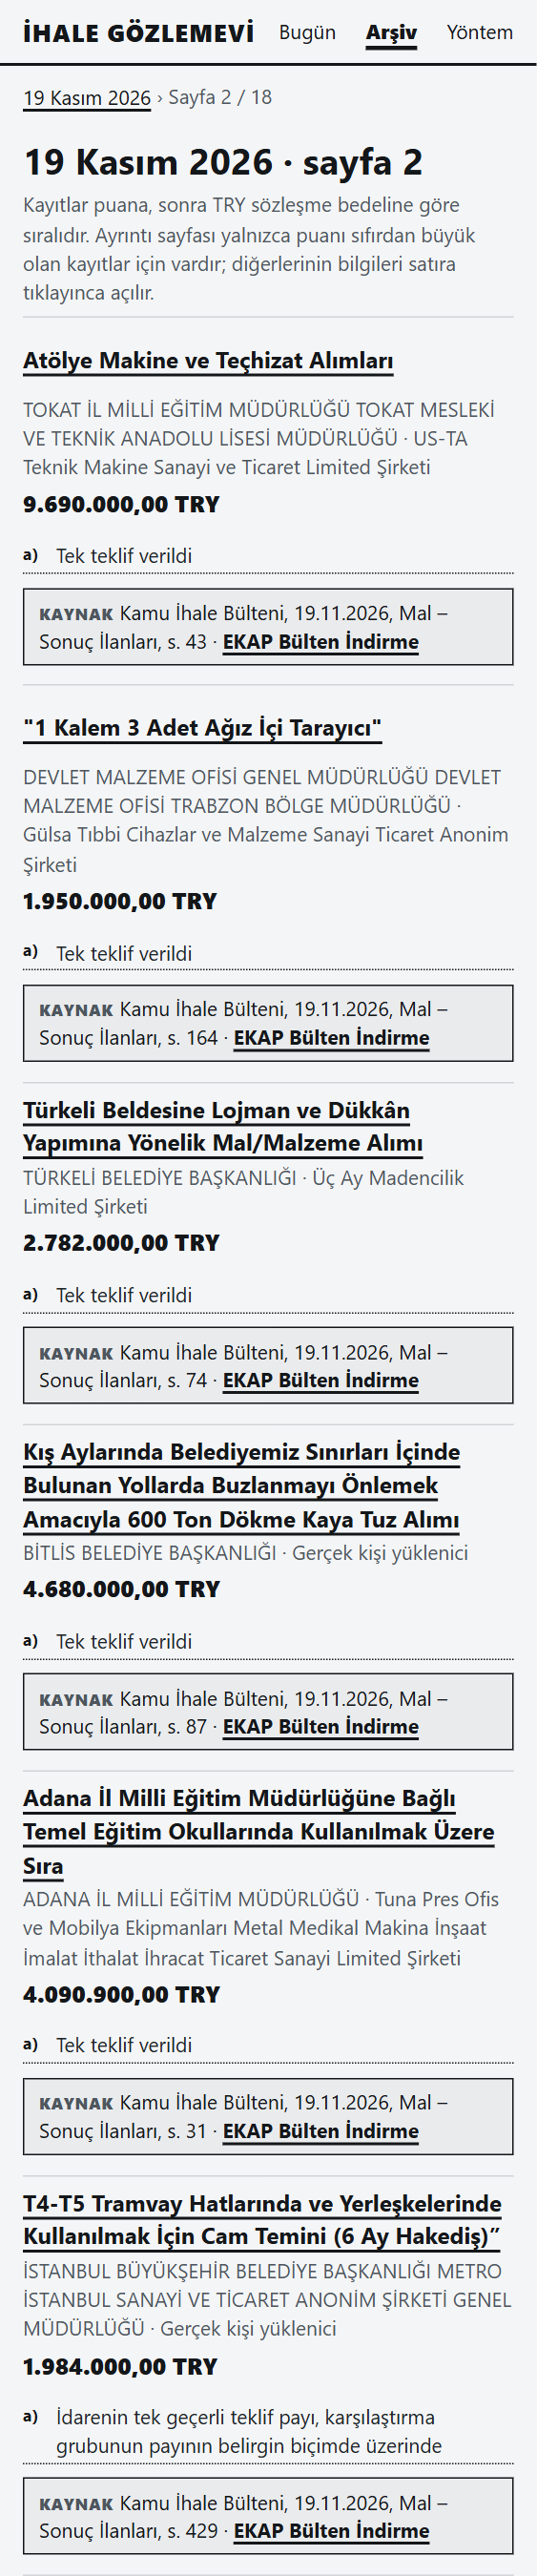 İHALE GÖZLEMEVİ Bugün Arşiv Yöntem
19 Kasım 2026 › Sayfa 2 / 18
19 Kasım 2026 · sayfa 2
Kayıtlar puana, sonra TRY sözleşme bedeline göre
sıralıdır. Ayrıntı sayfası yalnızca puanı sıfırdan büyük
olan kayıtlar için vardır; diğerlerinin bilgileri satıra
tıklayınca açılır.
Atölye Makine ve Teçhizat Alımları
TOKAT İL MİLLİ EĞİTİM MÜDÜRLÜĞÜ TOKAT MESLEKİ
VE TEKNİK ANADOLU LİSESİ MÜDÜRLÜĞÜ · US-TA
Teknik Makine Sanayi ve Ticaret Limited Şirketi
9.690.000,00 TRY
a) Tek teklif verildi
KAYNAK Kamu İhale Bülteni, 19.11.2026, Mal –
Sonuç İlanları, s. 43 · EKAP Bülten İndirme
"1 Kalem 3 Adet Ağız İçi Tarayıcı"
DEVLET MALZEME OFİSİ GENEL MÜDÜRLÜĞÜ DEVLET
MALZEME OFİSİ TRABZON BÖLGE MÜDÜRLÜĞÜ ·
Gülsa Tıbbi Cihazlar ve Malzeme Sanayi Ticaret Anonim
Şirketi
1.950.000,00 TRY
a) Tek teklif verildi
KAYNAK Kamu İhale Bülteni, 19.11.2026, Mal –
Sonuç İlanları, s. 164 · EKAP Bülten İndirme
Türkeli Beldesine Lojman ve Dükkân
Yapımına Yönelik Mal/Malzeme Alımı
TÜRKELİ BELEDİYE BAŞKANLIĞI · Üç Ay Madencilik
Limited Şirketi
2.782.000,00 TRY
a) Tek teklif verildi
KAYNAK Kamu İhale Bülteni, 19.11.2026, Mal –
Sonuç İlanları, s. 74 · EKAP Bülten İndirme
Kış Aylarında Belediyemiz Sınırları İçinde
Bulunan Yollarda Buzlanmayı Önlemek
Amacıyla 600 Ton Dökme Kaya Tuz Alımı
BİTLİS BELEDİYE BAŞKANLIĞI · Gerçek kişi yüklenici
4.680.000,00 TRY
a) Tek teklif verildi
KAYNAK Kamu İhale Bülteni, 19.11.2026, Mal –
Sonuç İlanları, s. 87 · EKAP Bülten İndirme
Adana İl Milli Eğitim Müdürlüğüne Bağlı
Temel Eğitim Okullarında Kullanılmak Üzere
Sıra
ADANA İL MİLLİ EĞİTİM MÜDÜRLÜĞÜ · Tuna Pres Ofis
ve Mobilya Ekipmanları Metal Medikal Makina İnşaat
İmalat İthalat İhracat Ticaret Sanayi Limited Şirketi
4.090.900,00 TRY
a) Tek teklif verildi
KAYNAK Kamu İhale Bülteni, 19.11.2026, Mal –
Sonuç İlanları, s. 31 · EKAP Bülten İndirme
T4-T5 Tramvay Hatlarında ve Yerleşkelerinde
Kullanılmak İçin Cam Temini (6 Ay Hakediş)”
İSTANBUL BÜYÜKŞEHİR BELEDİYE BAŞKANLIĞI METRO
İSTANBUL SANAYİ VE TİCARET ANONİM ŞİRKETİ GENEL
MÜDÜRLÜĞÜ · Gerçek kişi yüklenici
1.984.000,00 TRY
a) İdarenin tek geçerli teklif payı, karşılaştırma
grubunun payının belirgin biçimde üzerinde
KAYNAK Kamu İhale Bülteni, 19.11.2026, Mal –
Sonuç İlanları, s. 429 · EKAP Bülten İndirme